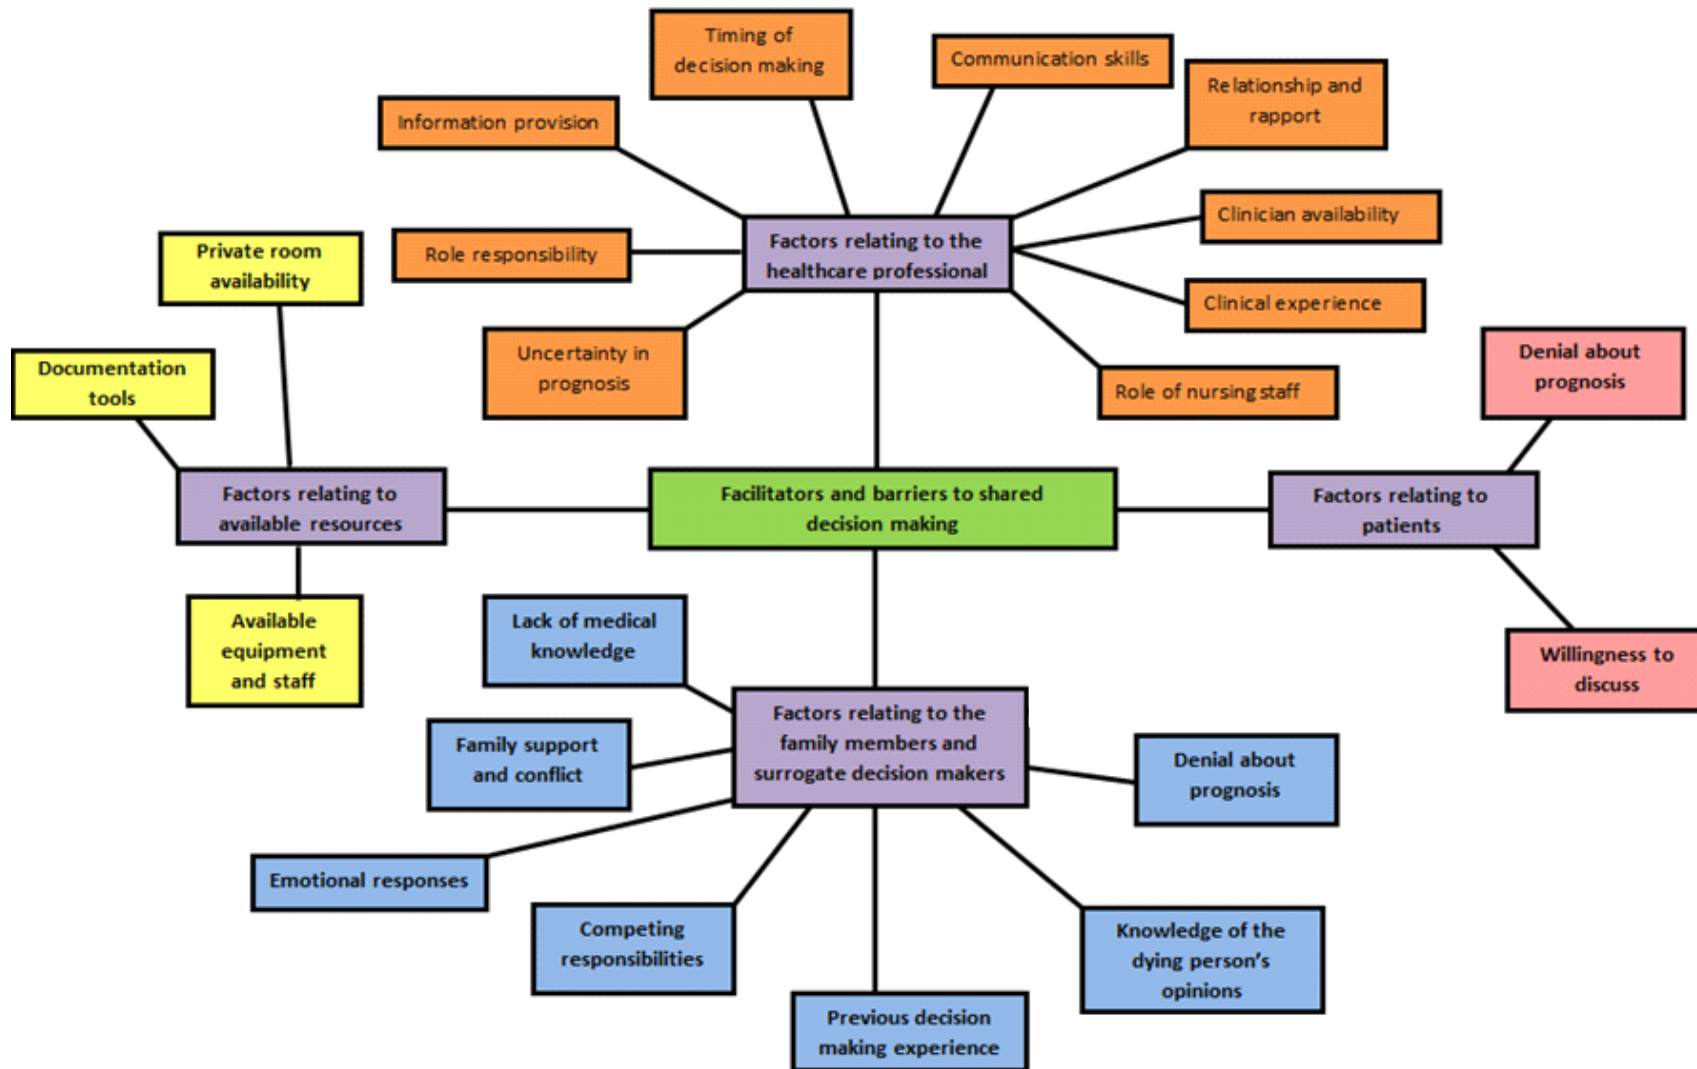 Timing of
decision making
Communication skills
Relationship and
rapport
Information provision
Clinician availability
Factors relating to the
healthcare professional
Role responsibility
Private room
availability
Clinical experience
Uncertainty in
prognosis
Role of nursing staff
Denial about
prognosis
Documentation
tools
Factors relating to
available resources
Facilitators and barriers to shared
decision making
Factors relating to
patients
Available
equipment
and staff
Lack of medical
knowledge
Willingness to
discuss
Factors relating to the
family members and
surrogate decision makers
Family support
and conflict
Denial about
prognosis
Emotional responses
Competing
responsibilities
Knowledge of the
dying person's
opinions
Previous decision
making experience